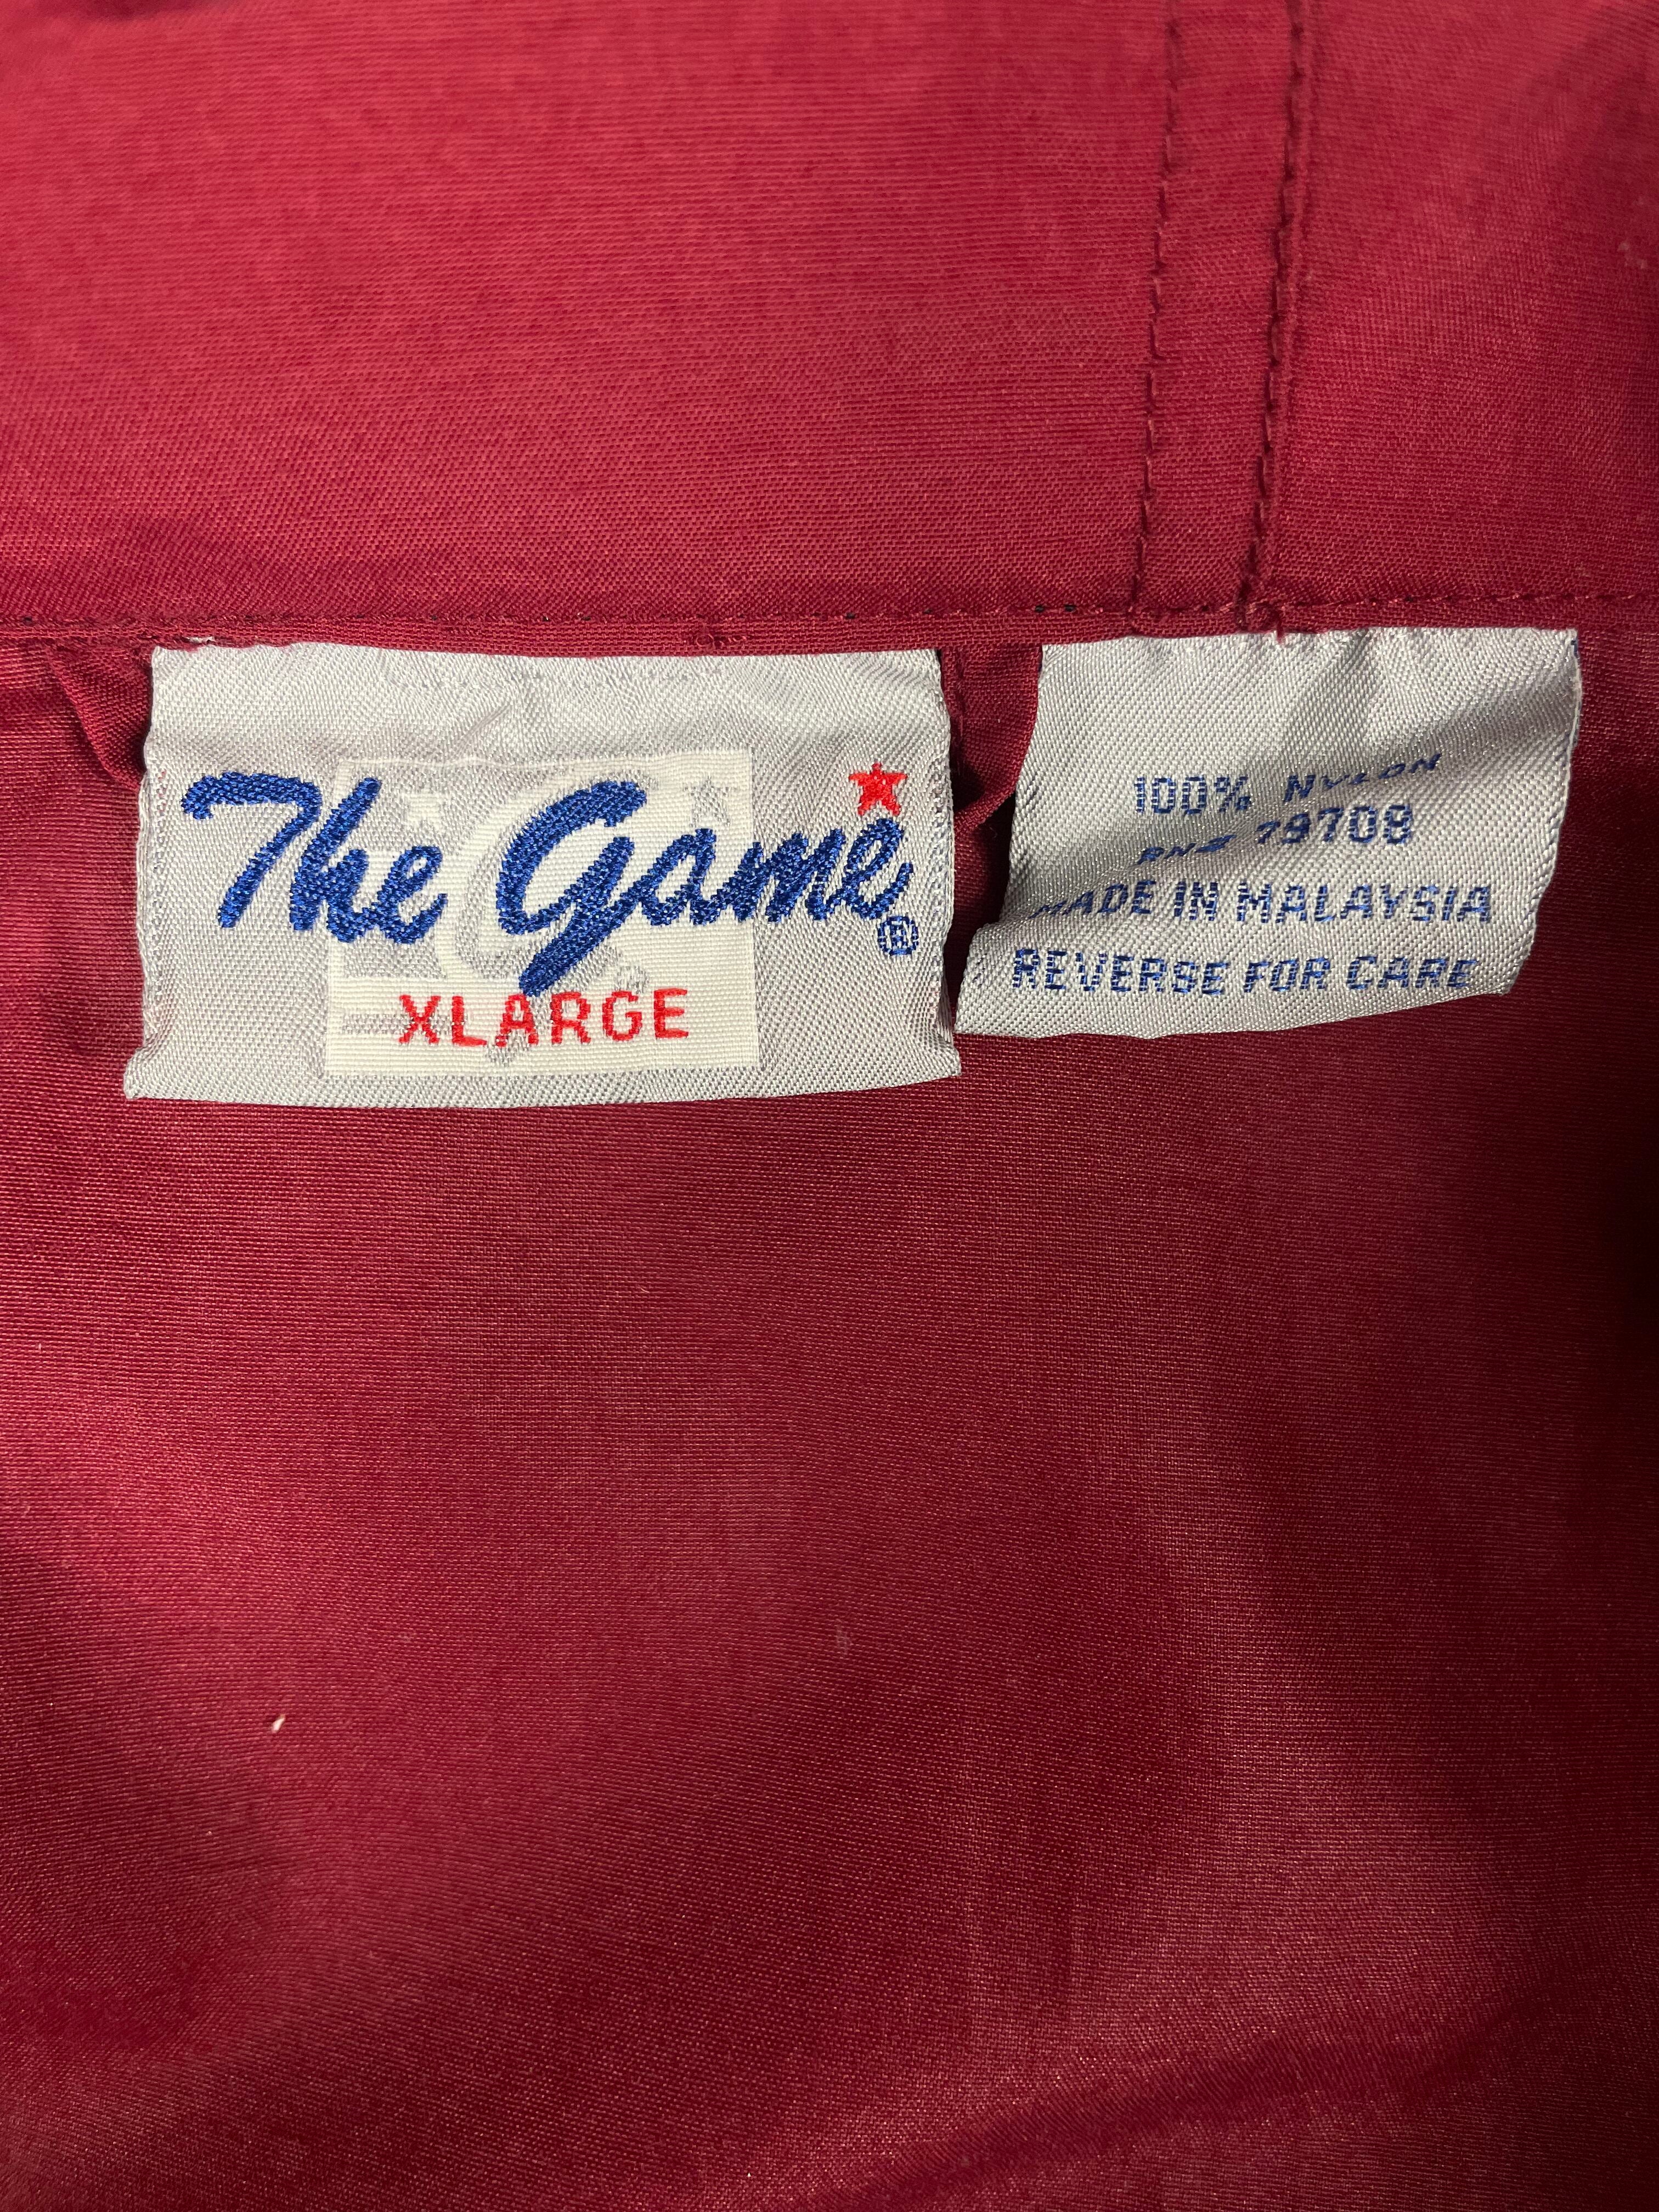 The Game®
XLARGE
100% NYLON
RN# 79708
MADE IN MALAYSIA
REVERSE FOR CARE